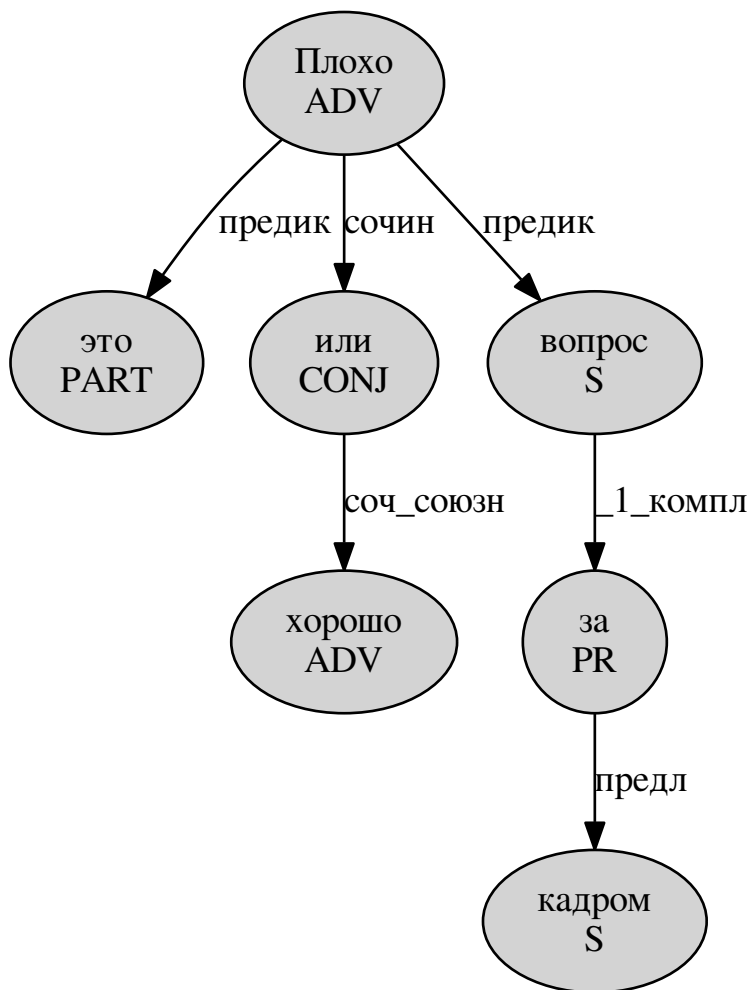 Плохо
ADV
предик
сочин
предик
это
PART
или
CONJ
вопрос
S
соч_союзн
_1_компл
хорошо
ADV
за
PR
предл
кадром
S